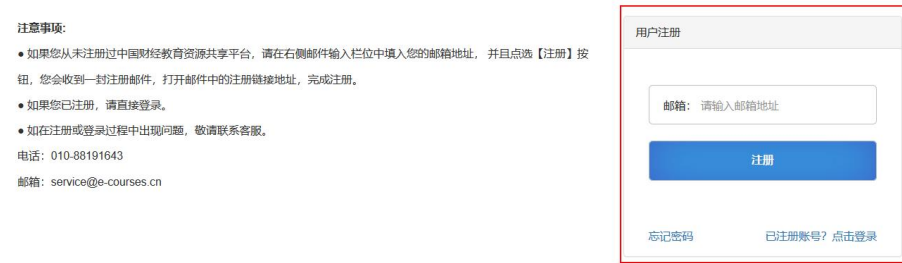 注意事项:
● 如果您从未注册过中国财经教育资源共享平台，请在右侧邮件输入栏位中填入您的邮箱地址， 并且点选【注册】按
钮，您会收到一封注册邮件，打开邮件中的注册链接地址，完成注册。
● 如果您已注册，请直接登录。
● 如在注册或登录过程中出现问题，敬请联系客服。
电话：010-88191643
邮箱：service@e-courses.cn
用户注册
邮箱： 请输入邮箱地址
注册
忘记密码 已注册账号？点击登录